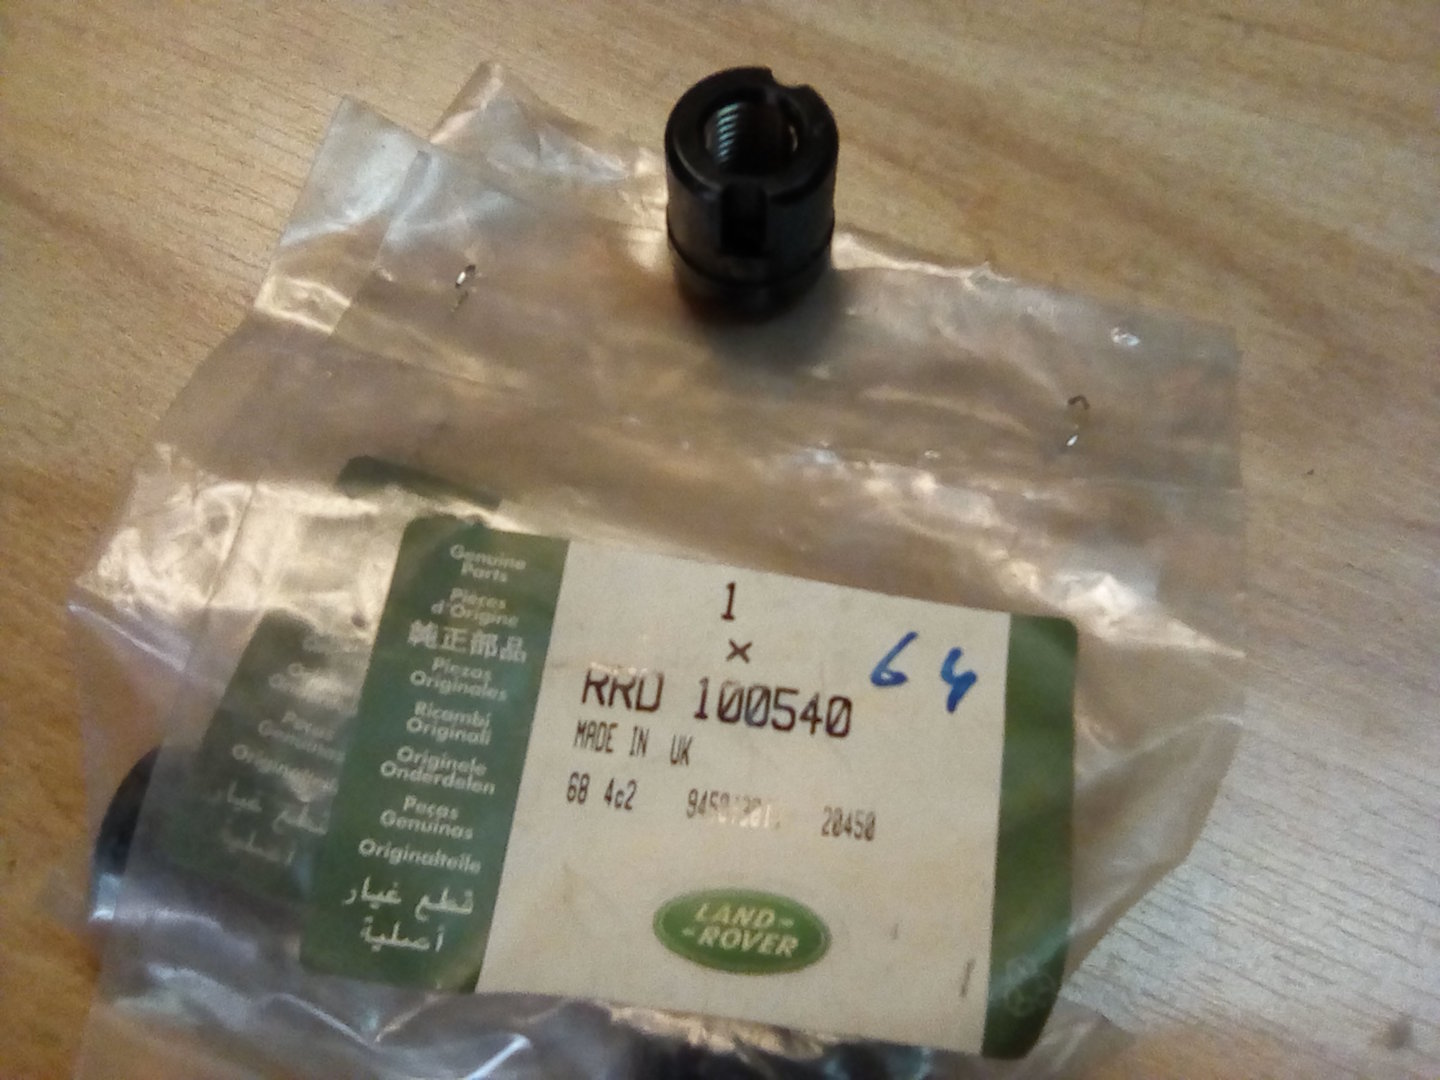 Genuine
Parts
Pièces
d'Origine
純正部品
Piezas
Originales
Ricambi
Originali
Originele
Onderdelen
Peças
Genuinas
Originalteile
قطع غيار
أصلية
1
×
RRD 100540
64
MADE IN UK
68 4c2 20450
LAND-
-ROVER